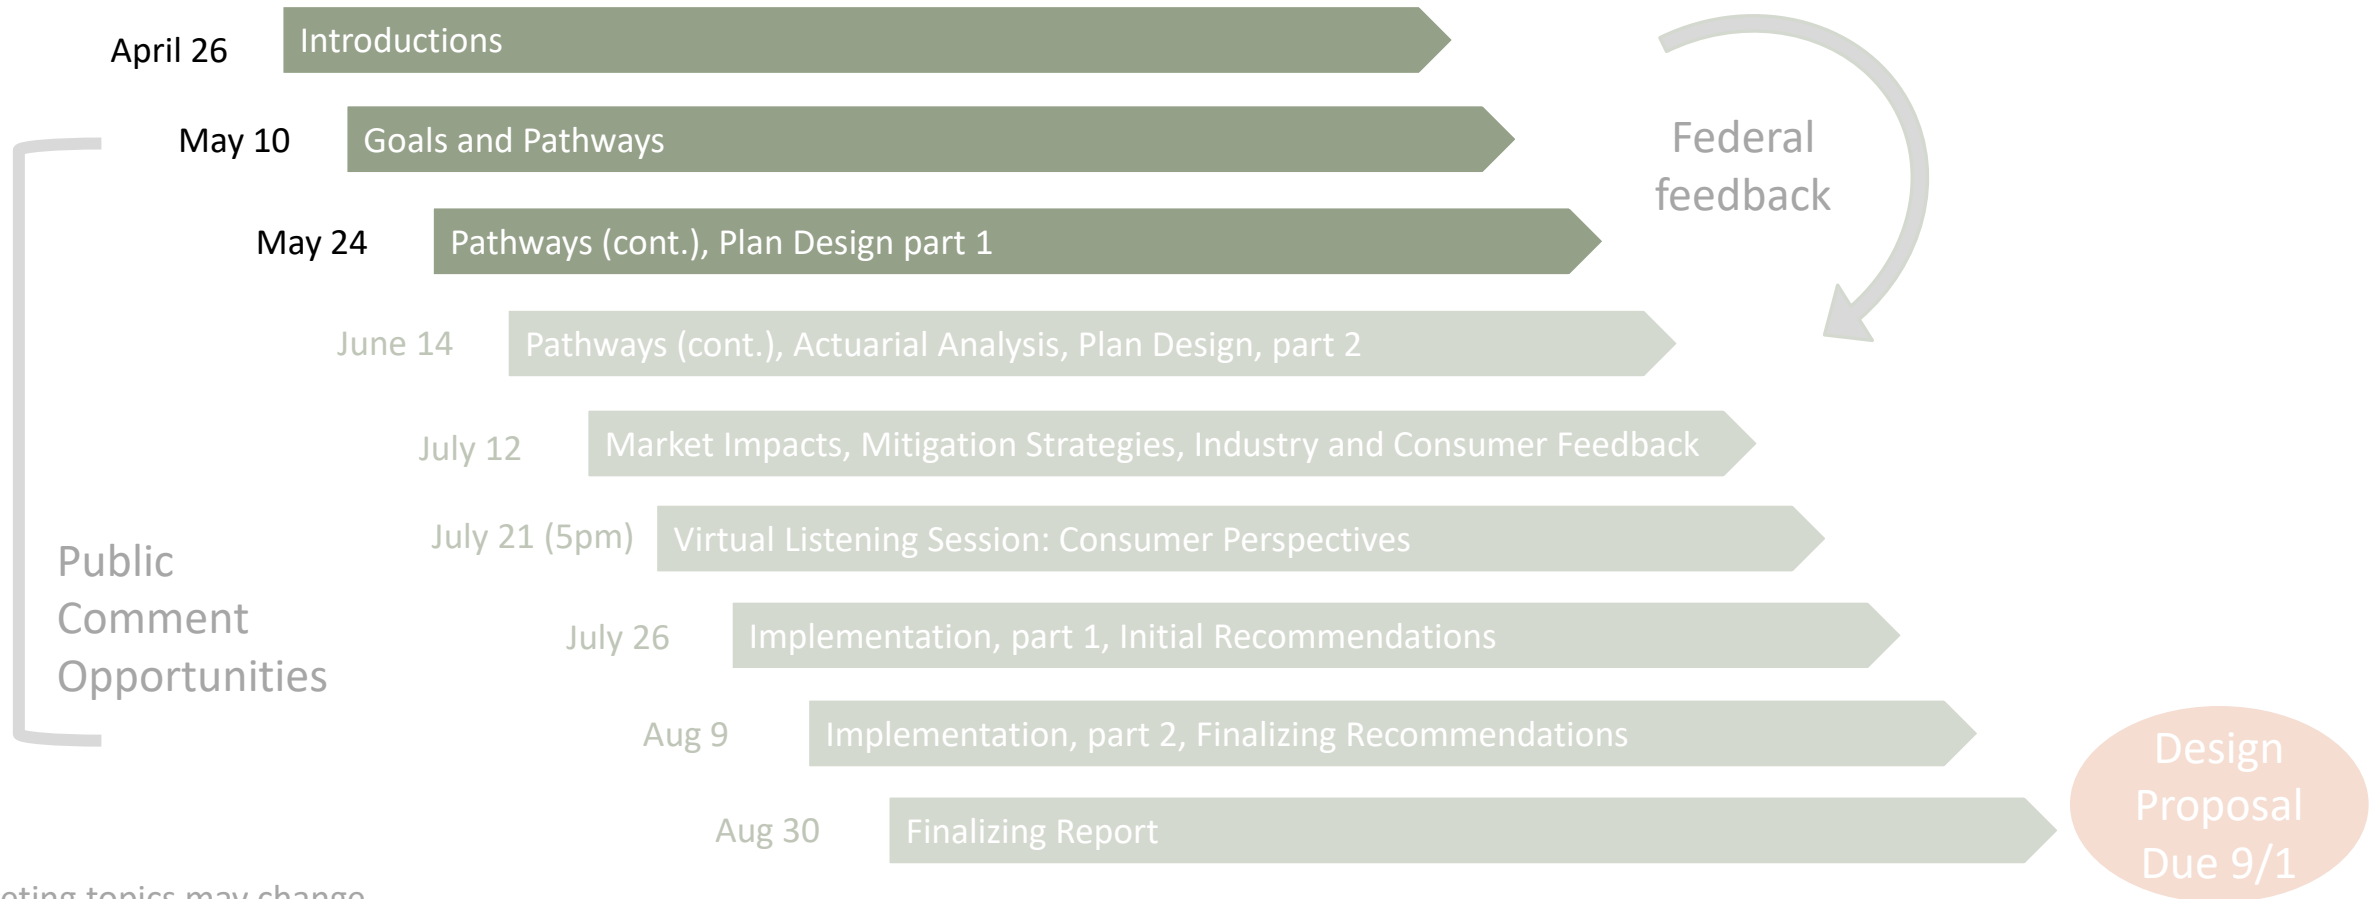 April 26
Introductions
May 10
Goals and Pathways
May 24
Pathways (cont.), Plan Design part 1
June 14
Pathways (cont.), Actuarial Analysis, Plan Design, part 2
July 12
Market Impacts, Mitigation Strategies, Industry and Consumer Feedback
July 21 (5pm)
Virtual Listening Session: Consumer Perspectives
July 26
Implementation, part 1, Initial Recommendations
Aug 9
Implementation, part 2, Finalizing Recommendations
Aug 30
Finalizing Report
Federal
feedback
Public
Comment
Opportunities
Design
Proposal
Due 9/1
topics may change